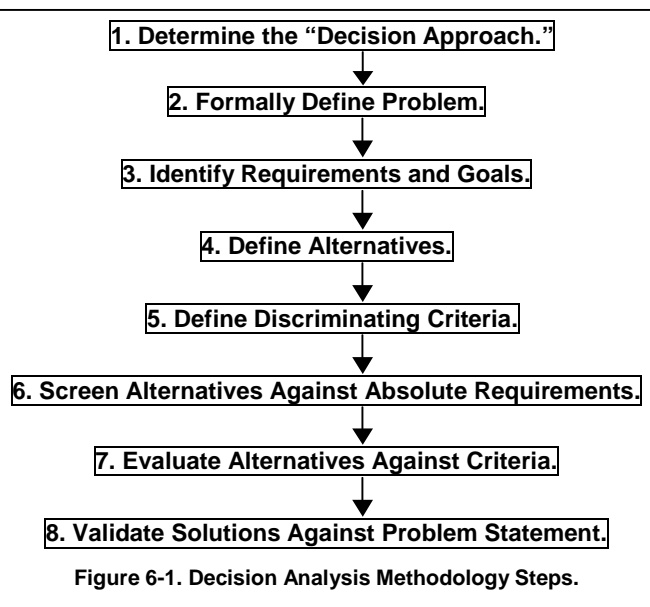 1. Determine the “Decision Approach.”
2. Formally Define Problem.
3. Identify Requirements and Goals.
4. Define Alternatives.
5. Define Discriminating Criteria.
6. Screen Alternatives Against Absolute Requirements.
7. Evaluate Alternatives Against Criteria.
8. Validate Solutions Against Problem Statement.
Figure 6-1. Decision Analysis Methodology Steps.